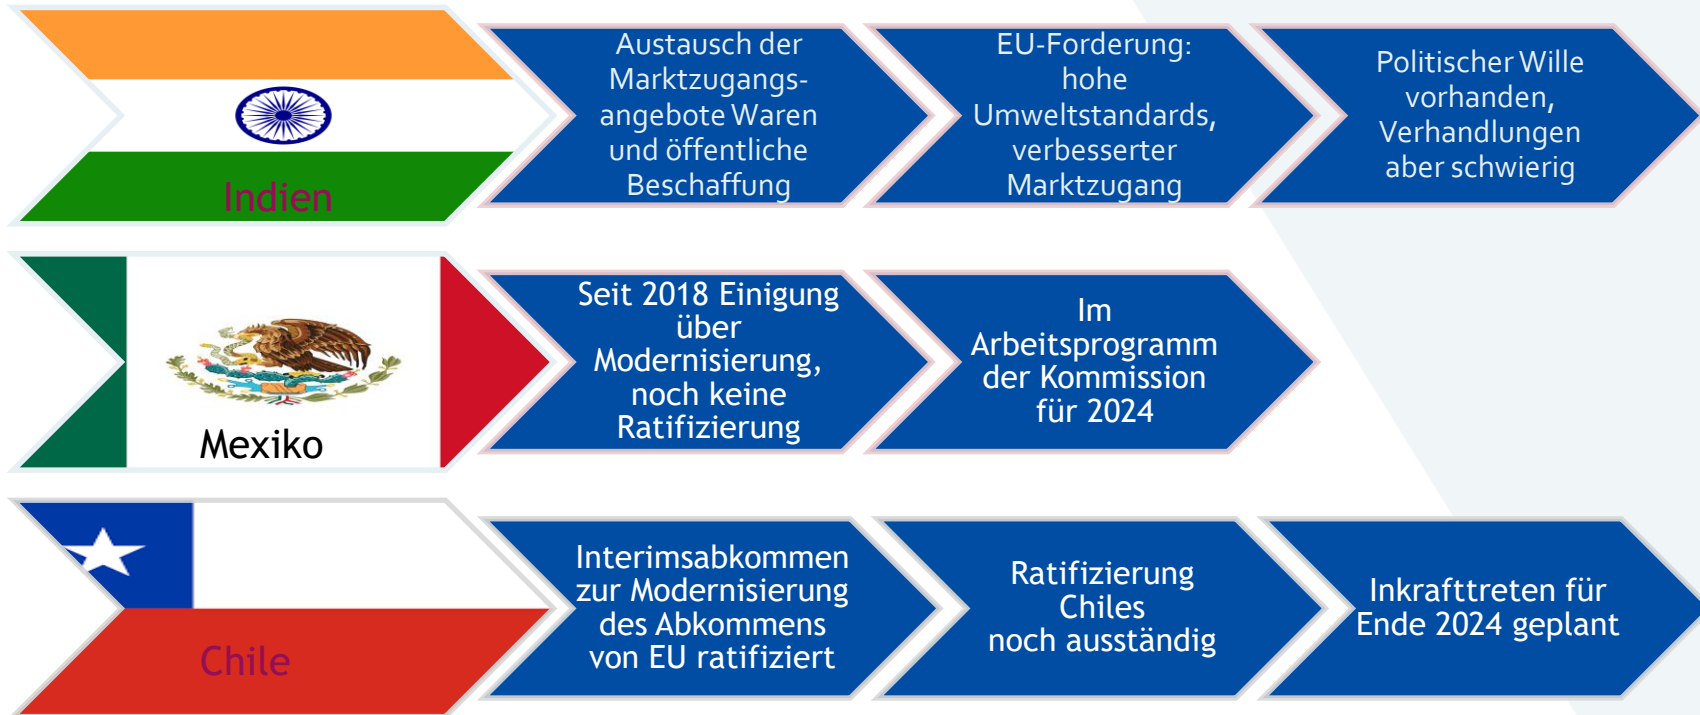 Indien
Austausch der
Marktzugangs-
angebote Waren
und öffentliche
Beschaffung
EU-Forderung:
hohe
Umweltstandards,
verbesserter
Marktzugang
Politischer Wille
vorhanden,
Verhandlungen
aber schwierig
Mexiko
Seit 2018 Einigung
über
Modernisierung,
noch keine
Ratifizierung
Im
Arbeitsprogramm
der Kommission
für 2024
Chile
Interimsabkommen
zur Modernisierung
des Abkommens
von EU ratifiziert
Ratifizierung
Chiles
noch ausständig
Inkrafttreten für
Ende 2024 geplant